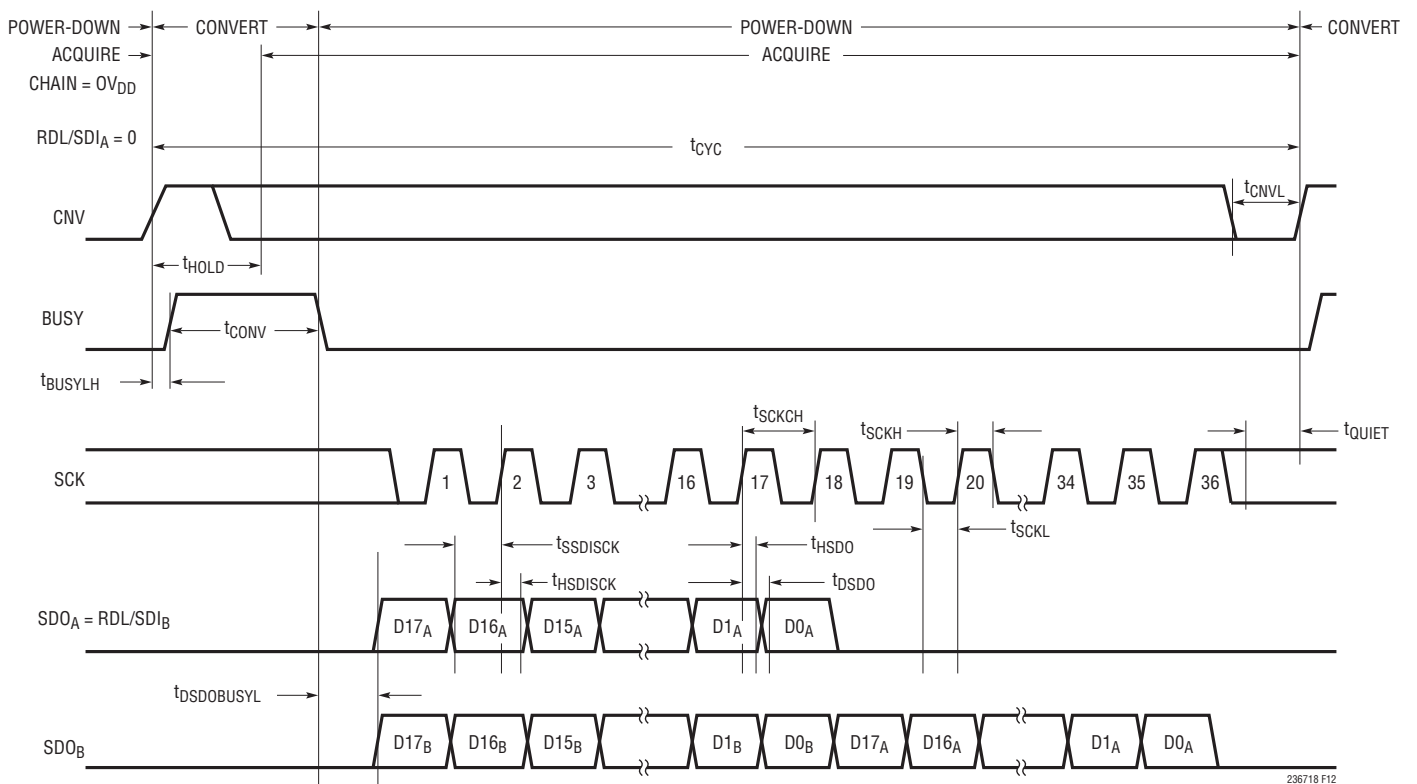 POWER-DOWN CONVERT POWER-DOWN CONVERT
ACQUIRE ACQUIRE
CHAIN = OVDD
RDL/SDIA = 0
tCYC
CNV
tCNVL
tHOLD
BUSY
tCONV
tBUSYLH
tSCKCH
tSCKH
tQUIET
SCK
1 2 3 16 17 18 19 20 34 35 36
tSCKL
tSSDISCK
tHSDO
tHSDISCK
tDSDO
SDOA = RDL/SDIB
D17A D16A D15A D1A D0A
tDSDOBUSYL
SDOB
D17B D16B D15B D1B D0B D17A D16A D1A D0A
236718 F12